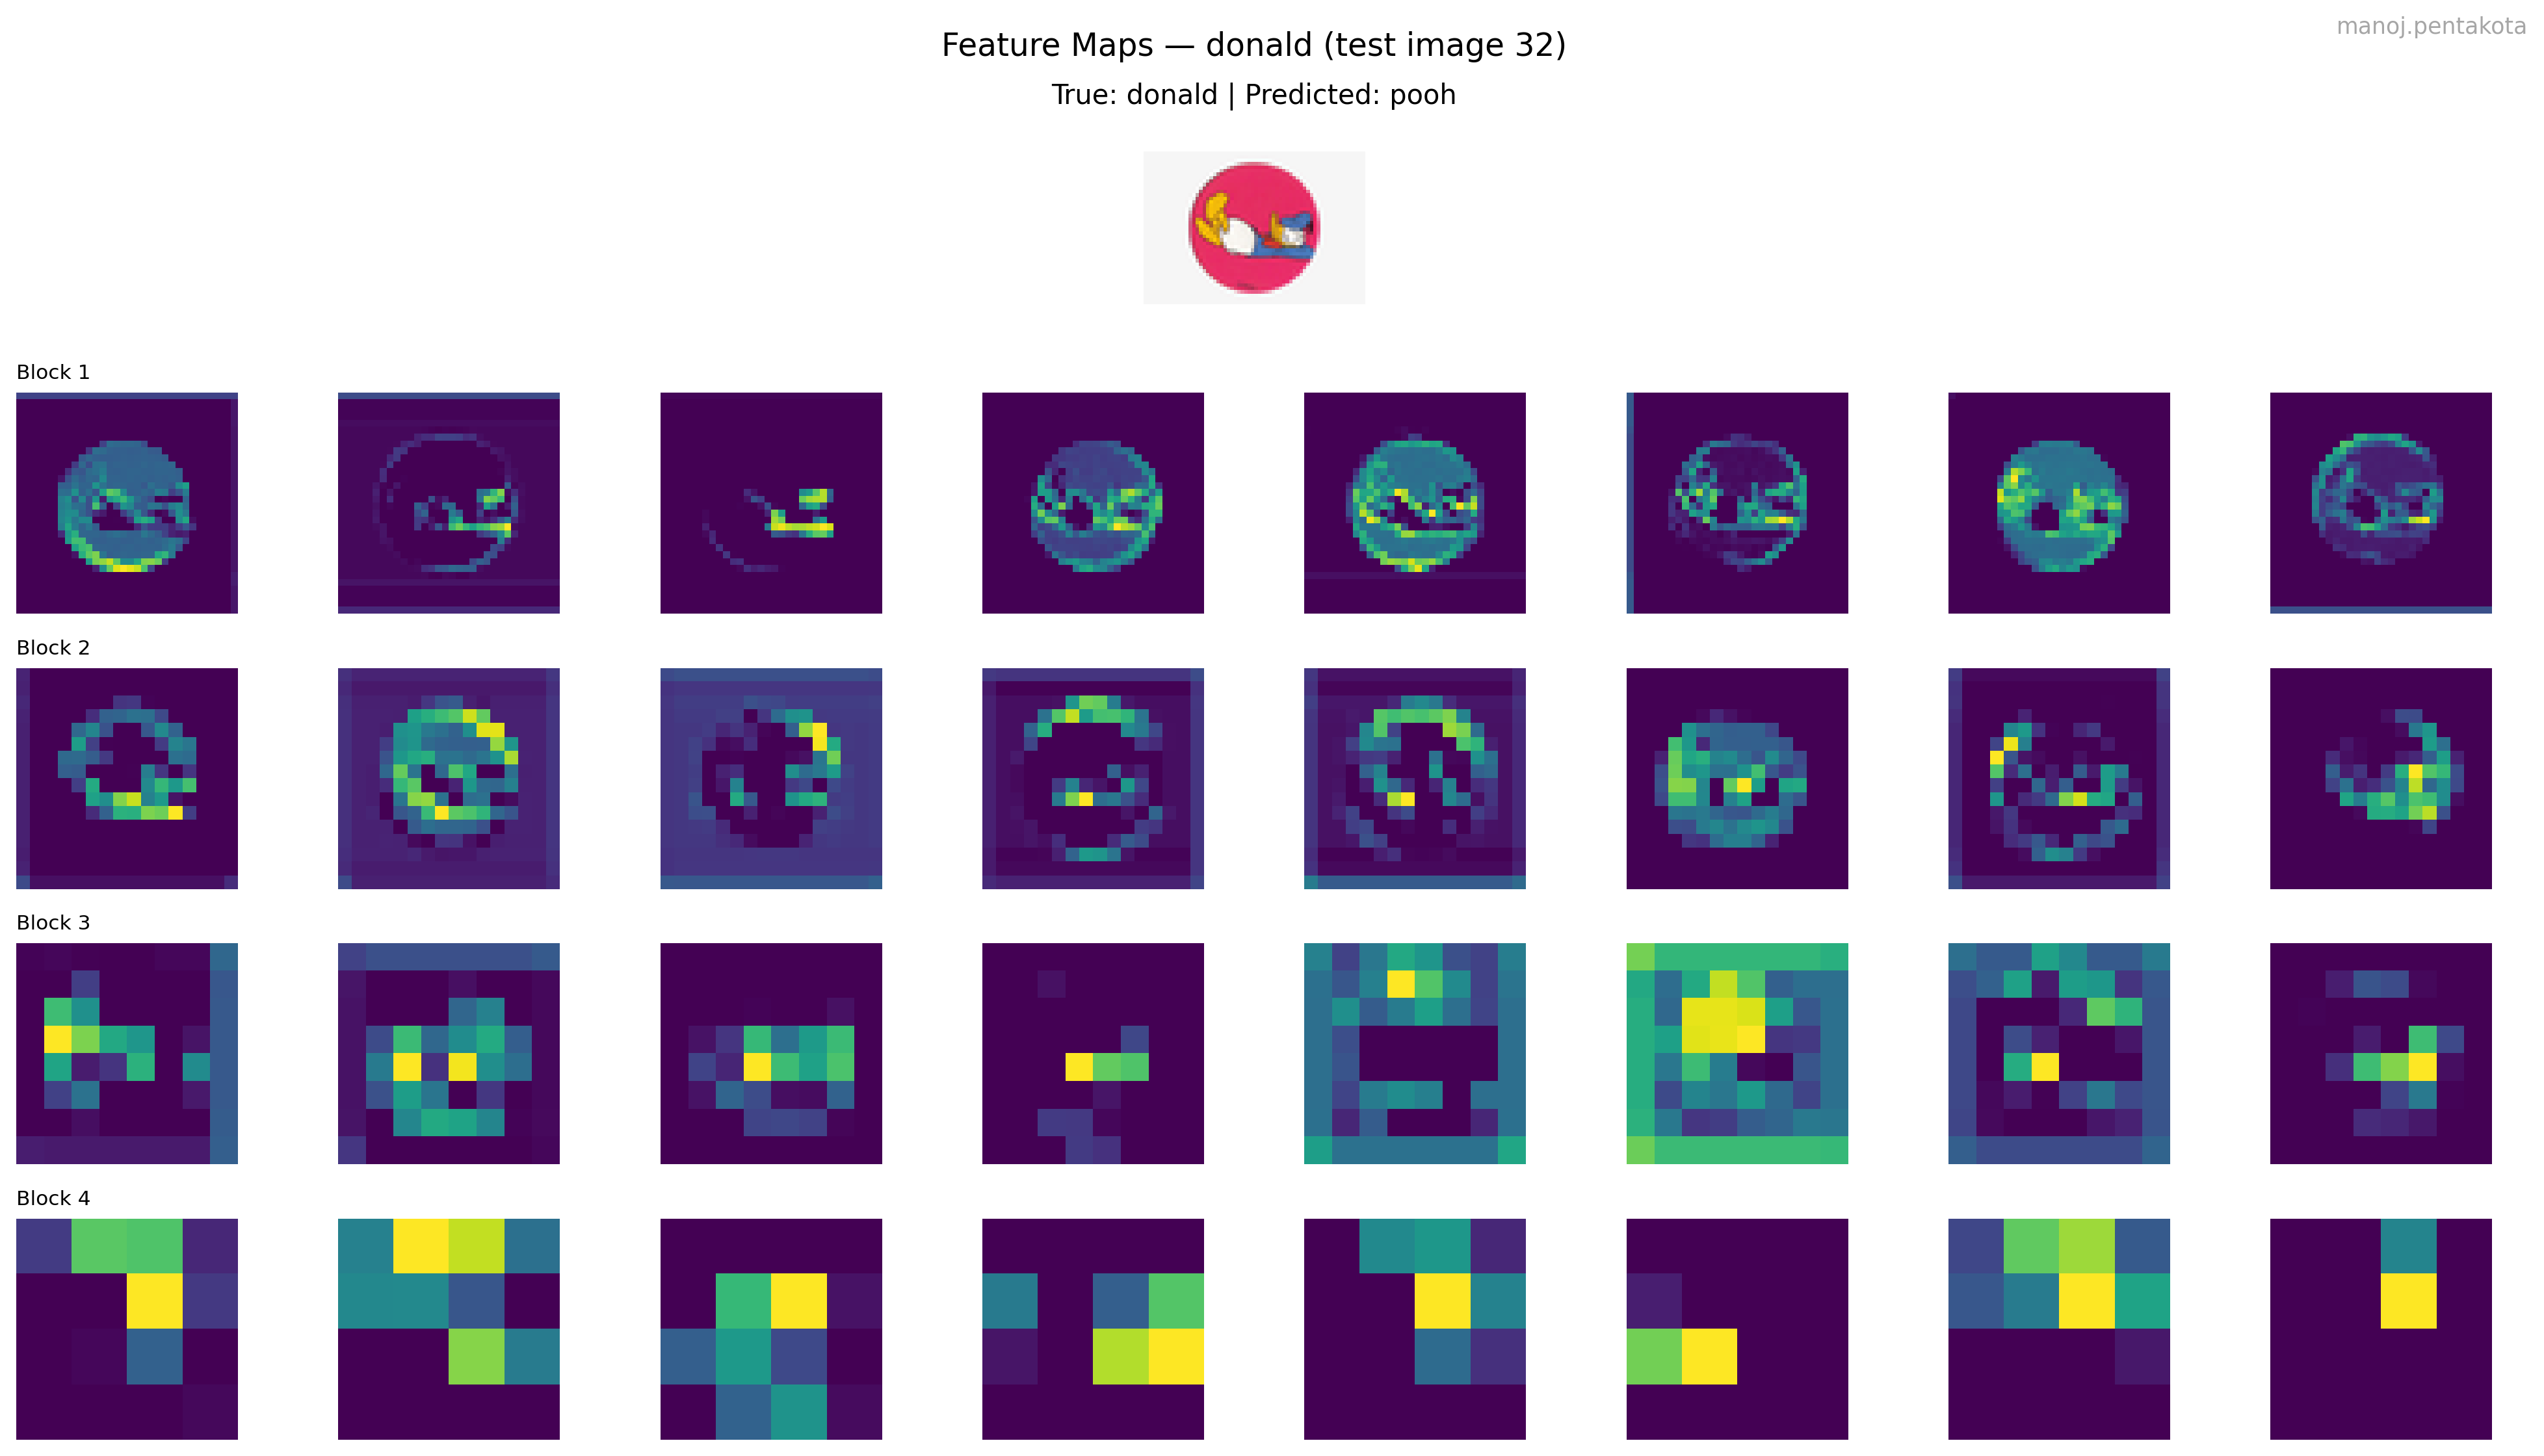 manoj.pentakota
Feature Maps — donald (test image 32)
True: donald | Predicted: pooh
Block 1
Block 2
Block 3
Block 4